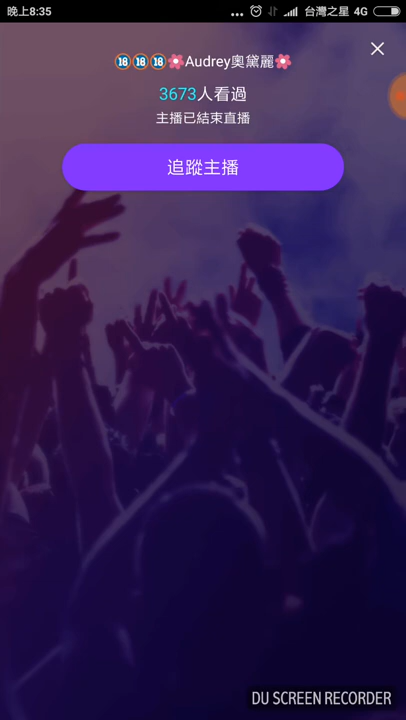 晚上8:35
... 台灣之星 4G
🔞🔞🔞🌸Audrey奧黛麗🌸
3673人看過
主播已結束直播
追蹤主播
DU SCREEN RECORDER